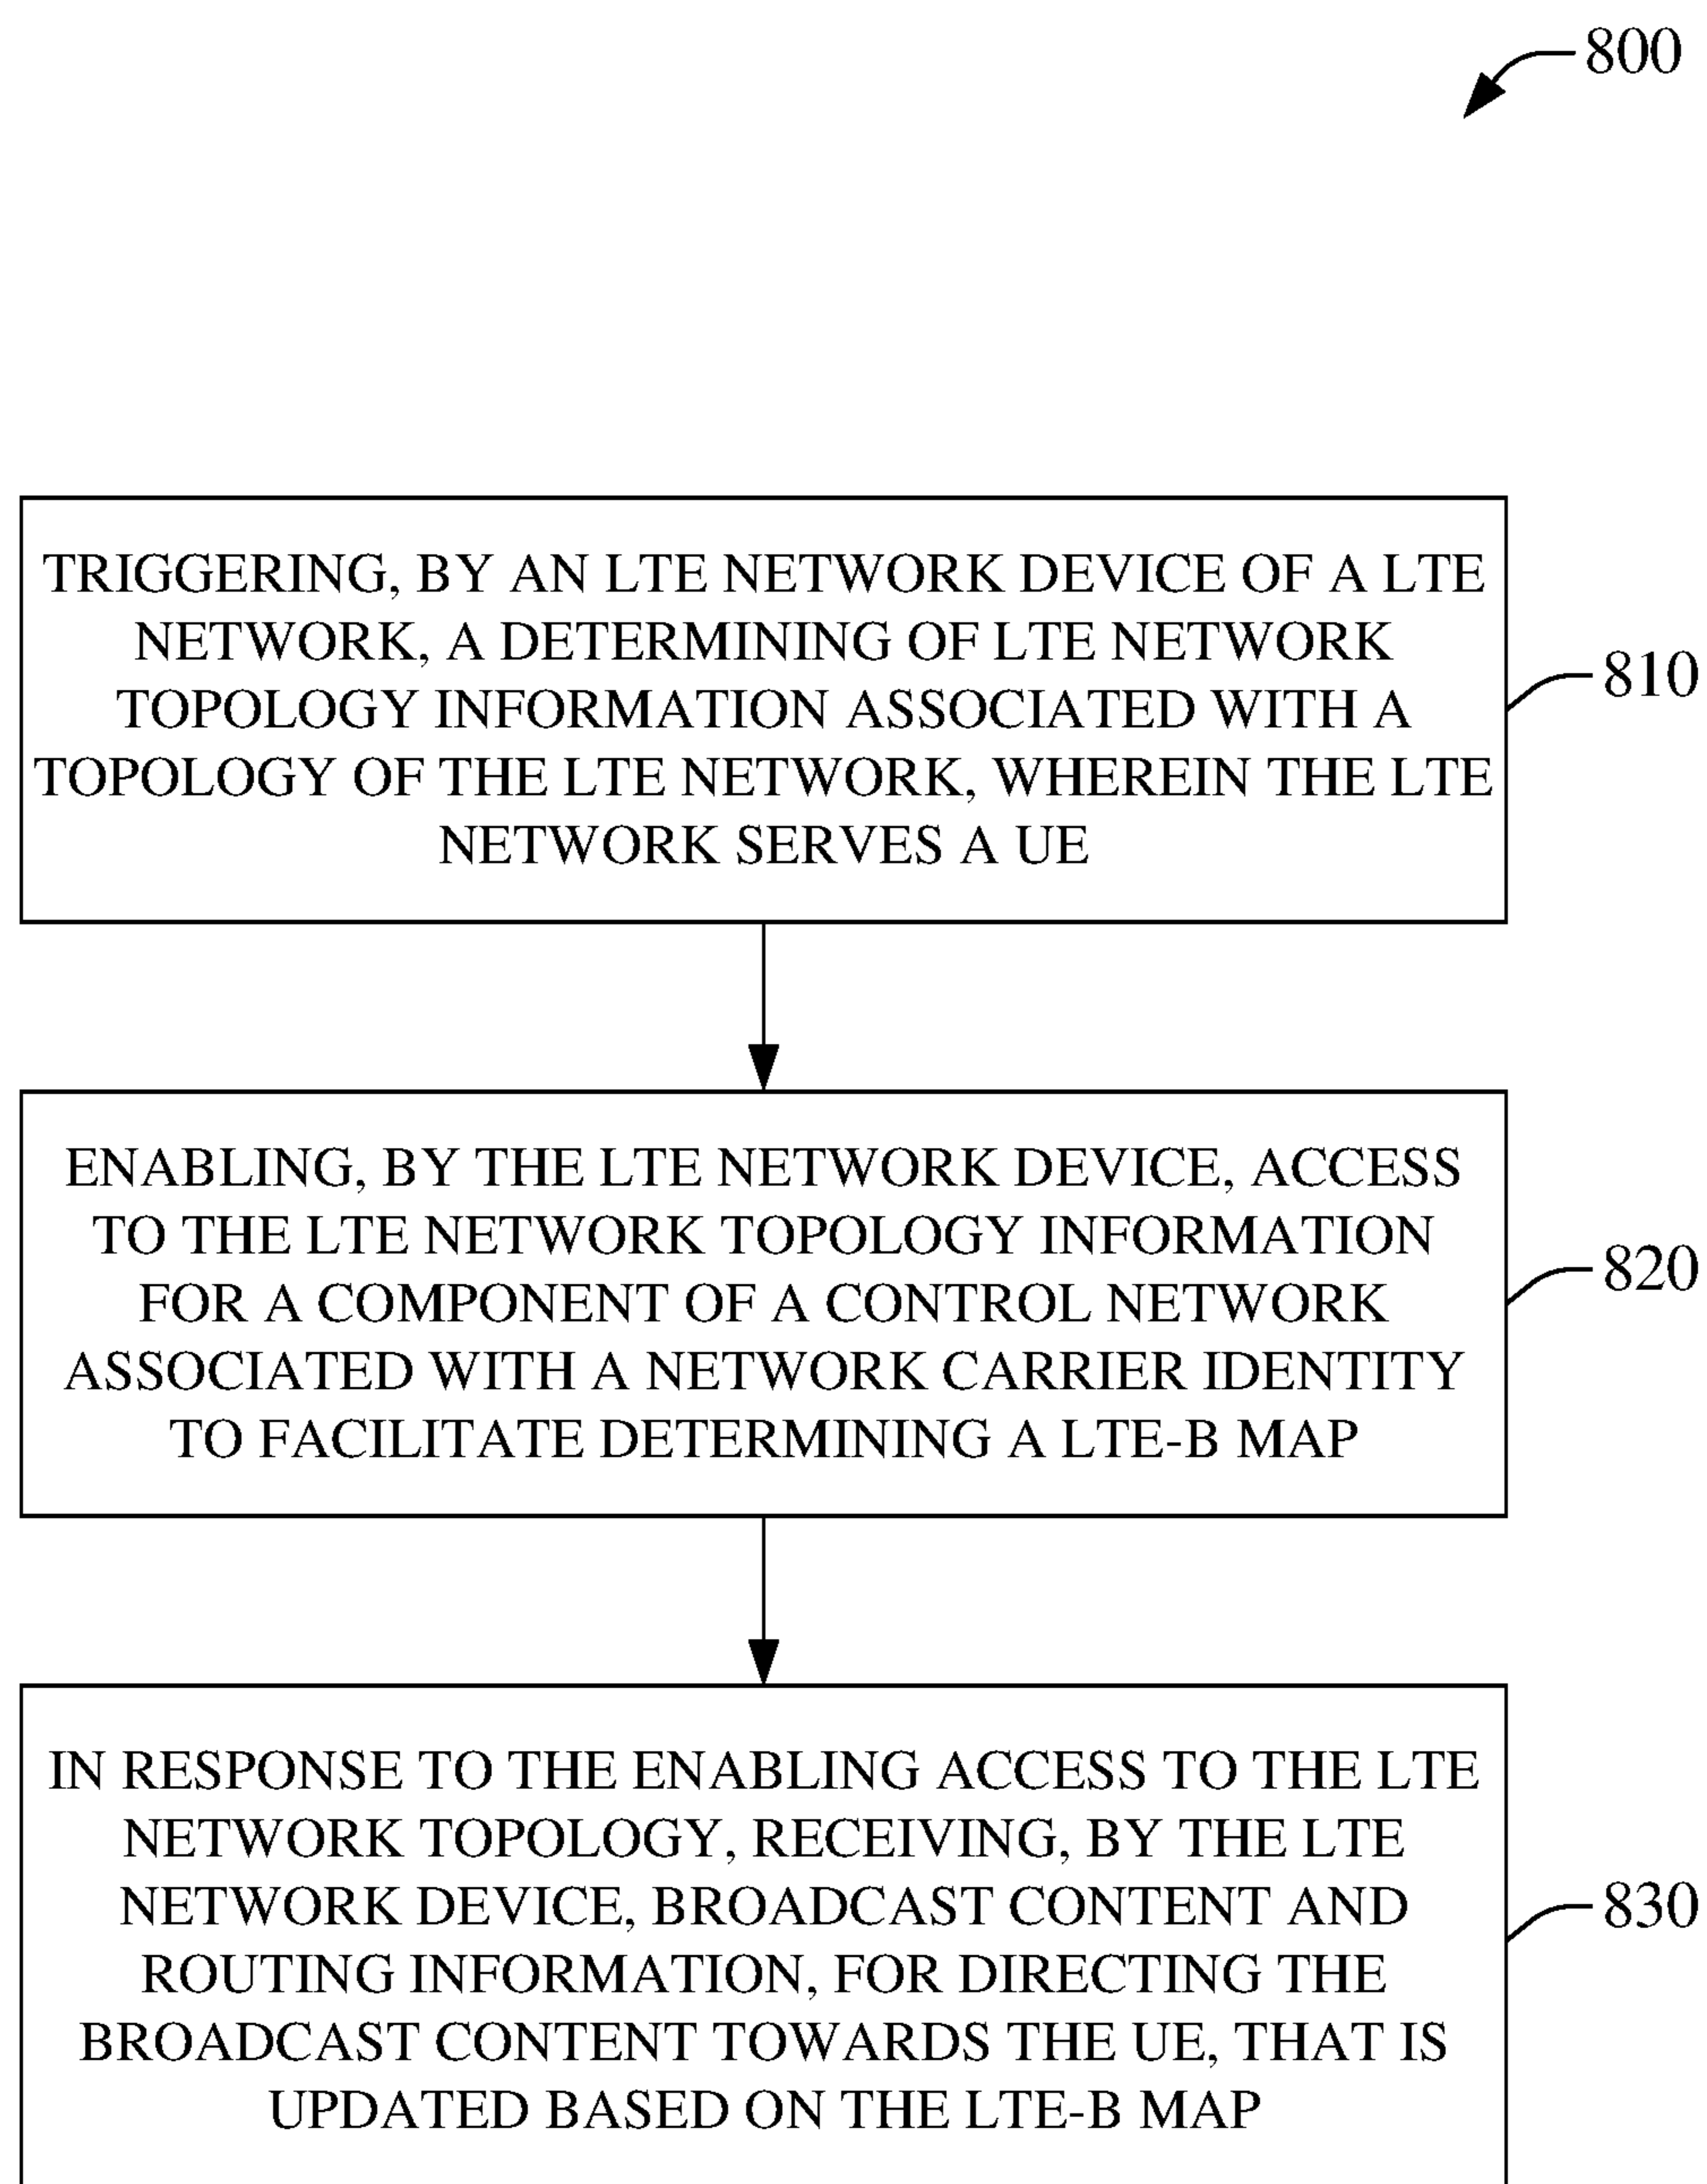 800
TRIGGERING, BY AN LTE NETWORK DEVICE OF A LTE
NETWORK, A DETERMINING OF LTE NETWORK
TOPOLOGY INFORMATION ASSOCIATED WITH A
TOPOLOGY OF THE LTE NETWORK, WHEREIN THE LTE
NETWORK SERVES A UE
810
ENABLING, BY THE LTE NETWORK DEVICE, ACCESS
TO THE LTE NETWORK TOPOLOGY INFORMATION
FOR A COMPONENT OF A CONTROL NETWORK
ASSOCIATED WITH A NETWORK CARRIER IDENTITY
TO FACILITATE DETERMINING A LTE-B MAP
820
IN RESPONSE TO THE ENABLING ACCESS TO THE LTE
NETWORK TOPOLOGY, RECEIVING, BY THE LTE
NETWORK DEVICE, BROADCAST CONTENT AND
ROUTING INFORMATION, FOR DIRECTING THE
BROADCAST CONTENT TOWARDS THE UE, THAT IS
UPDATED BASED ON THE LTE-B MAP
830